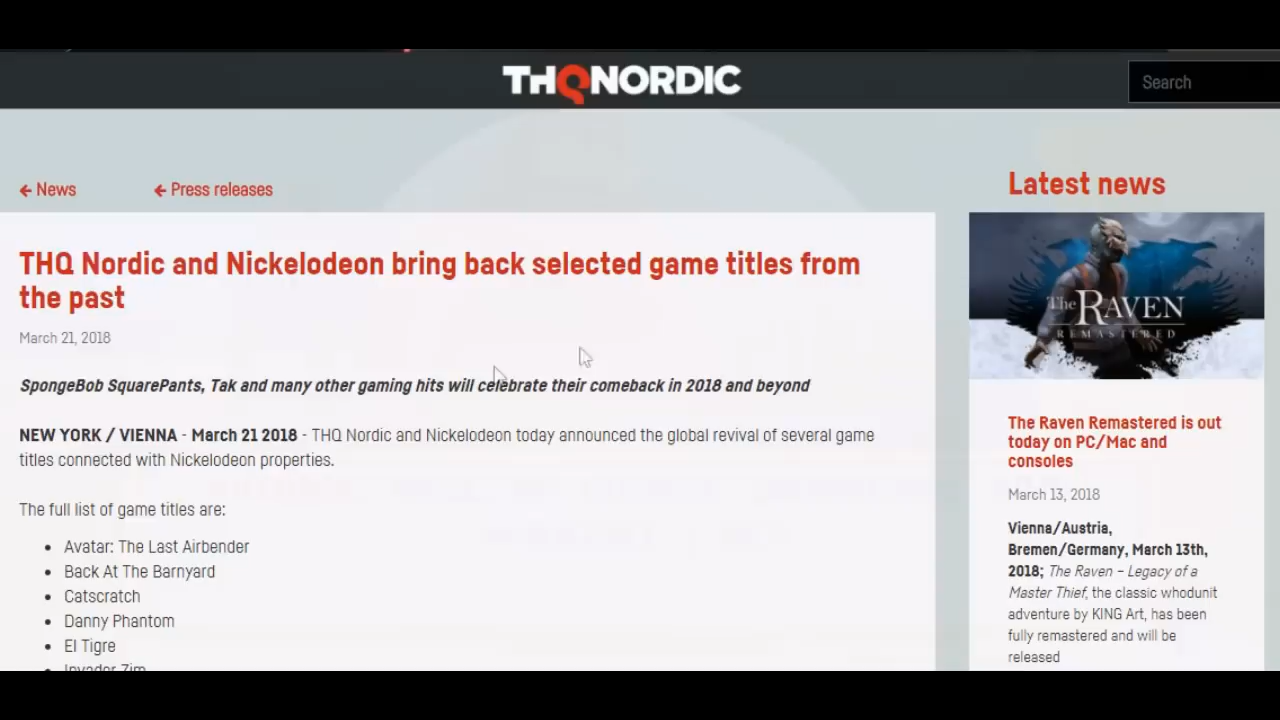 THQNORDIC
Search
← News
← Press releases
THQ Nordic and Nickelodeon bring back selected game titles from
the past
March 21, 2018
SpongeBob SquarePants, Tak and many other gaming hits will celebrate their comeback in 2018 and beyond
NEW YORK / VIENNA - March 21 2018 - THQ Nordic and Nickelodeon today announced the global revival of several game
titles connected with Nickelodeon properties.
The full list of game titles are:
• Avatar: The Last Airbender
• Back At The Barnyard
• Catscratch
• Danny Phantom
• El Tigre
• Invader Zim
Latest news
The RAVEN
REMASTERED
The Raven Remastered is out
today on PC/Mac and
consoles
March 13, 2018
Vienna/Austria,
Bremen/Germany, March 13th,
2018; The Raven – Legacy of a
Master Thief, the classic whodunit
adventure by KING Art, has been
fully remastered and will be
released